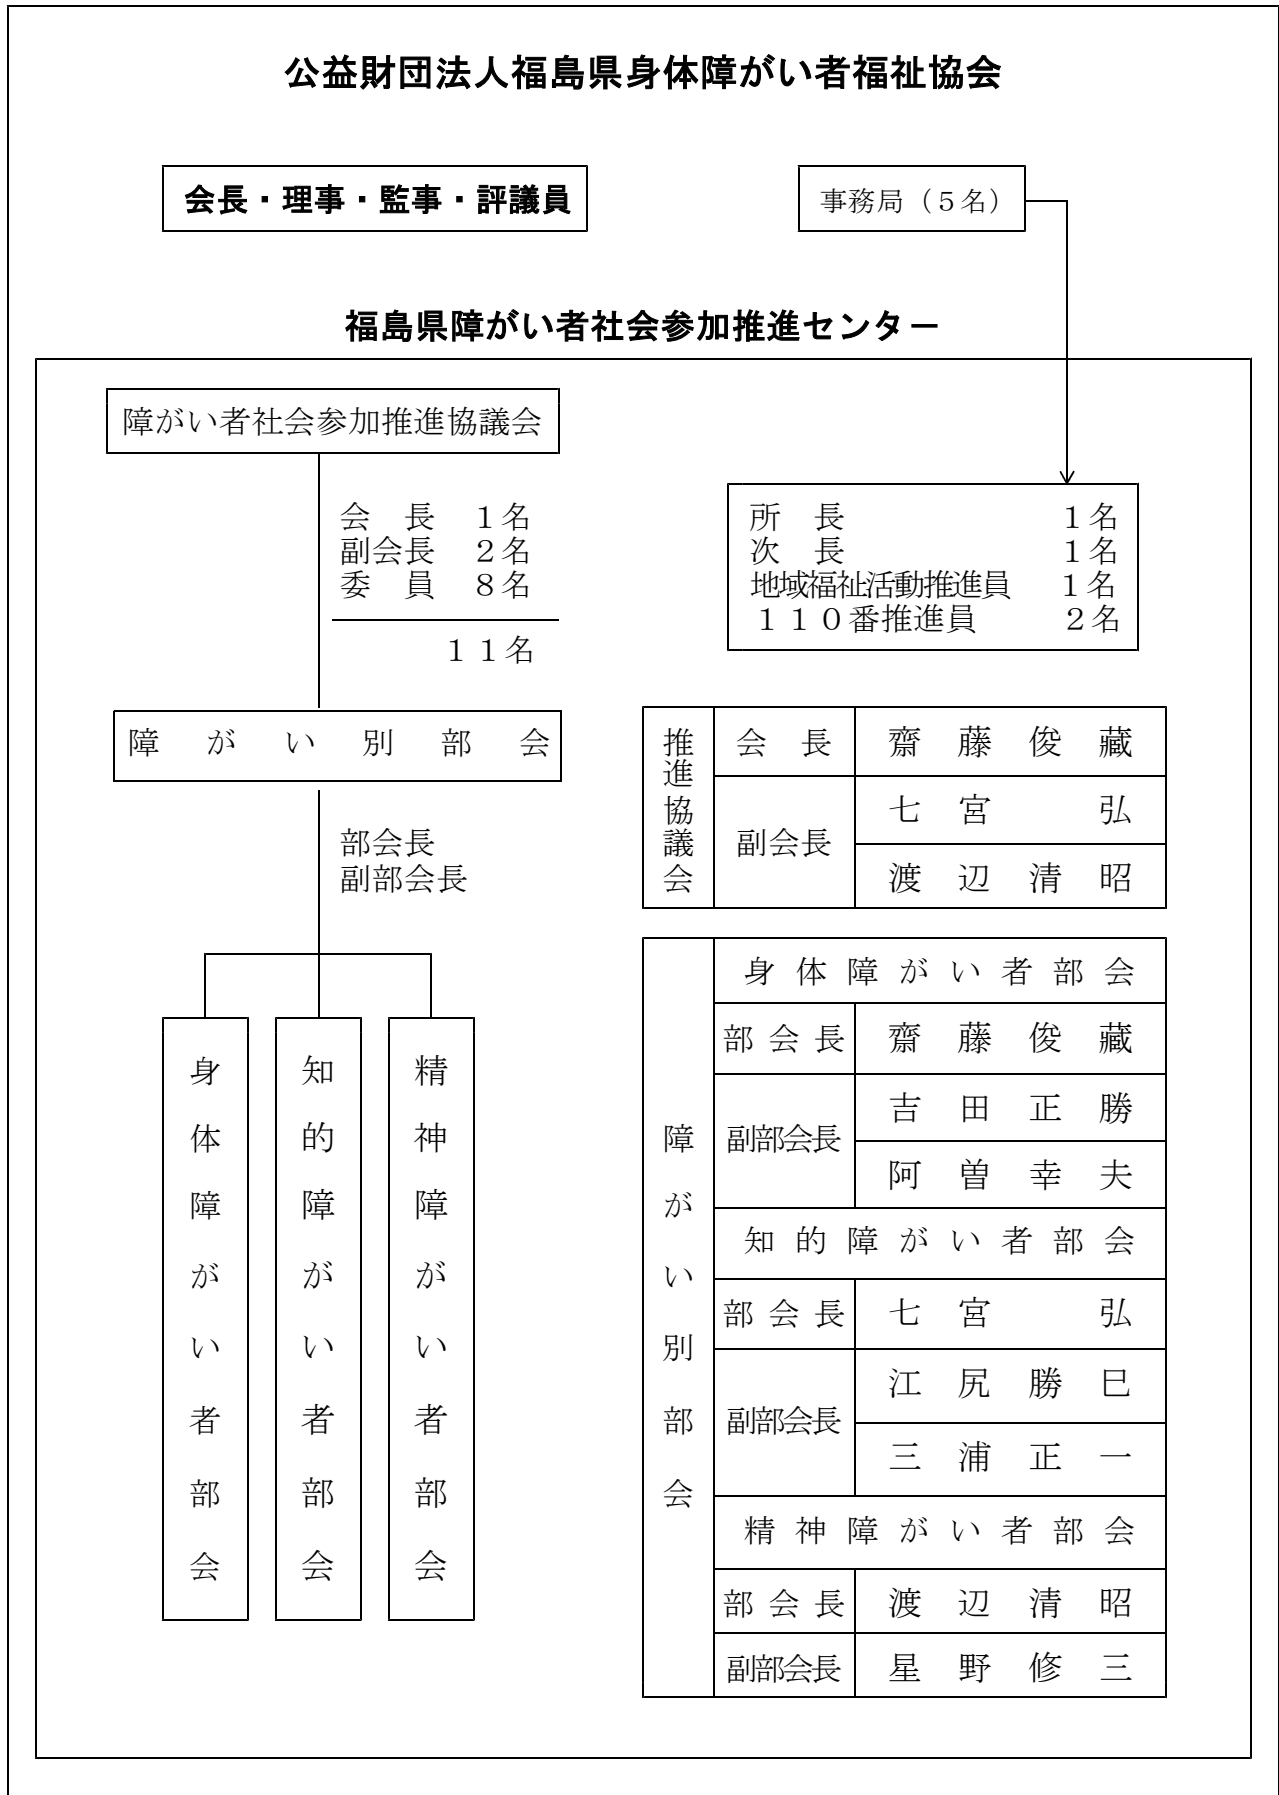 公益財団法人福島県身体障がい者福祉協会
会長・理事・監事・評議員
事務局（５名）
福島県障がい者社会参加推進センター
障がい者社会参加推進協議会
会　長　１名
副会長　２名
委　員　８名
１１名
所　長　１名
次　長　１名
地域福祉活動推進員　１名
１１０番推進員　２名
障がい別部会
部会長
副部会長
身体障がい者部会
知的障がい者部会
精神障がい者部会
推進協議会
会　長　齋藤俊藏
副会長　七宮　弘
渡辺清昭
障がい別部会
身体障がい者部会
部会長　齋藤俊藏
副部会長　吉田正勝
阿曽幸夫
知的障がい者部会
部会長　七宮　弘
副部会長　江尻勝巳
三浦正一
精神障がい者部会
部会長　渡辺清昭
副部会長　星野修三